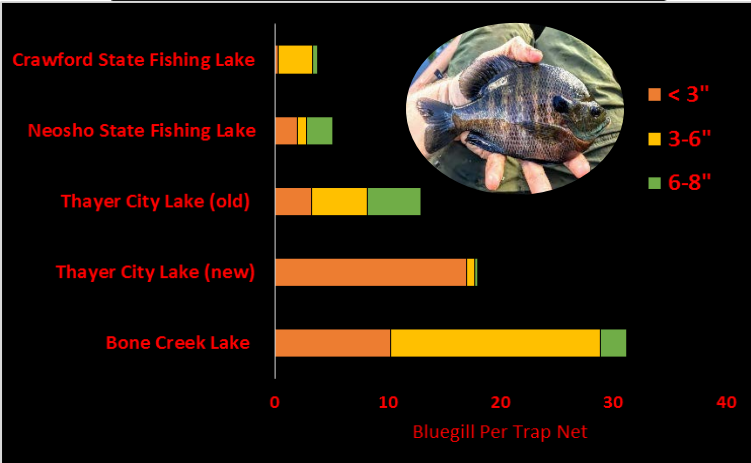 Crawford State Fishing Lake
Neosho State Fishing Lake
Thayer City Lake (old)
Thayer City Lake (new)
Bone Creek Lake
0 10 20 30 40
Bluegill Per Trap Net
< 3"
3-6"
6-8"